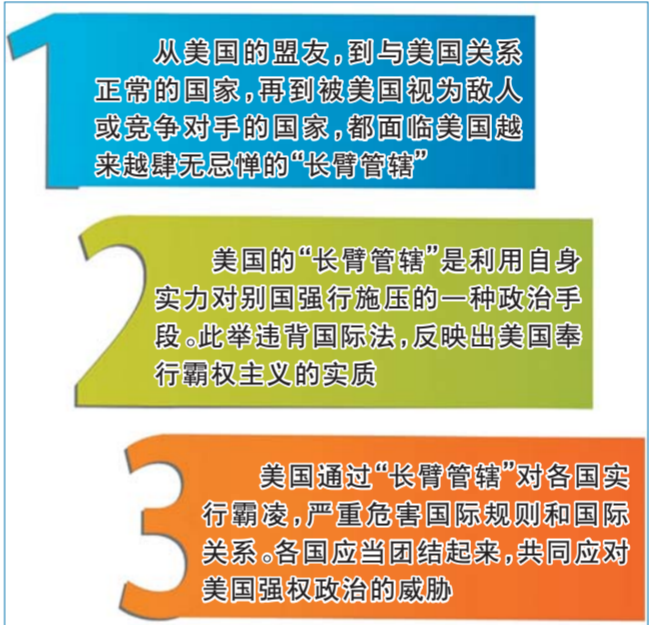 1
从美国的盟友,到与美国关系
正常的国家,再到被美国视为敌人
或竞争对手的国家,都面临美国越
来越肆无忌惮的“长臂管辖”
2
美国的“长臂管辖”是利用自身
实力对别国强行施压的一种政治手
段。此举违背国际法,反映出美国奉
行霸权主义的实质
3
美国通过“长臂管辖”对各国实
行霸凌,严重危害国际规则和国际
关系。各国应当团结起来,共同应对
美国强权政治的威胁